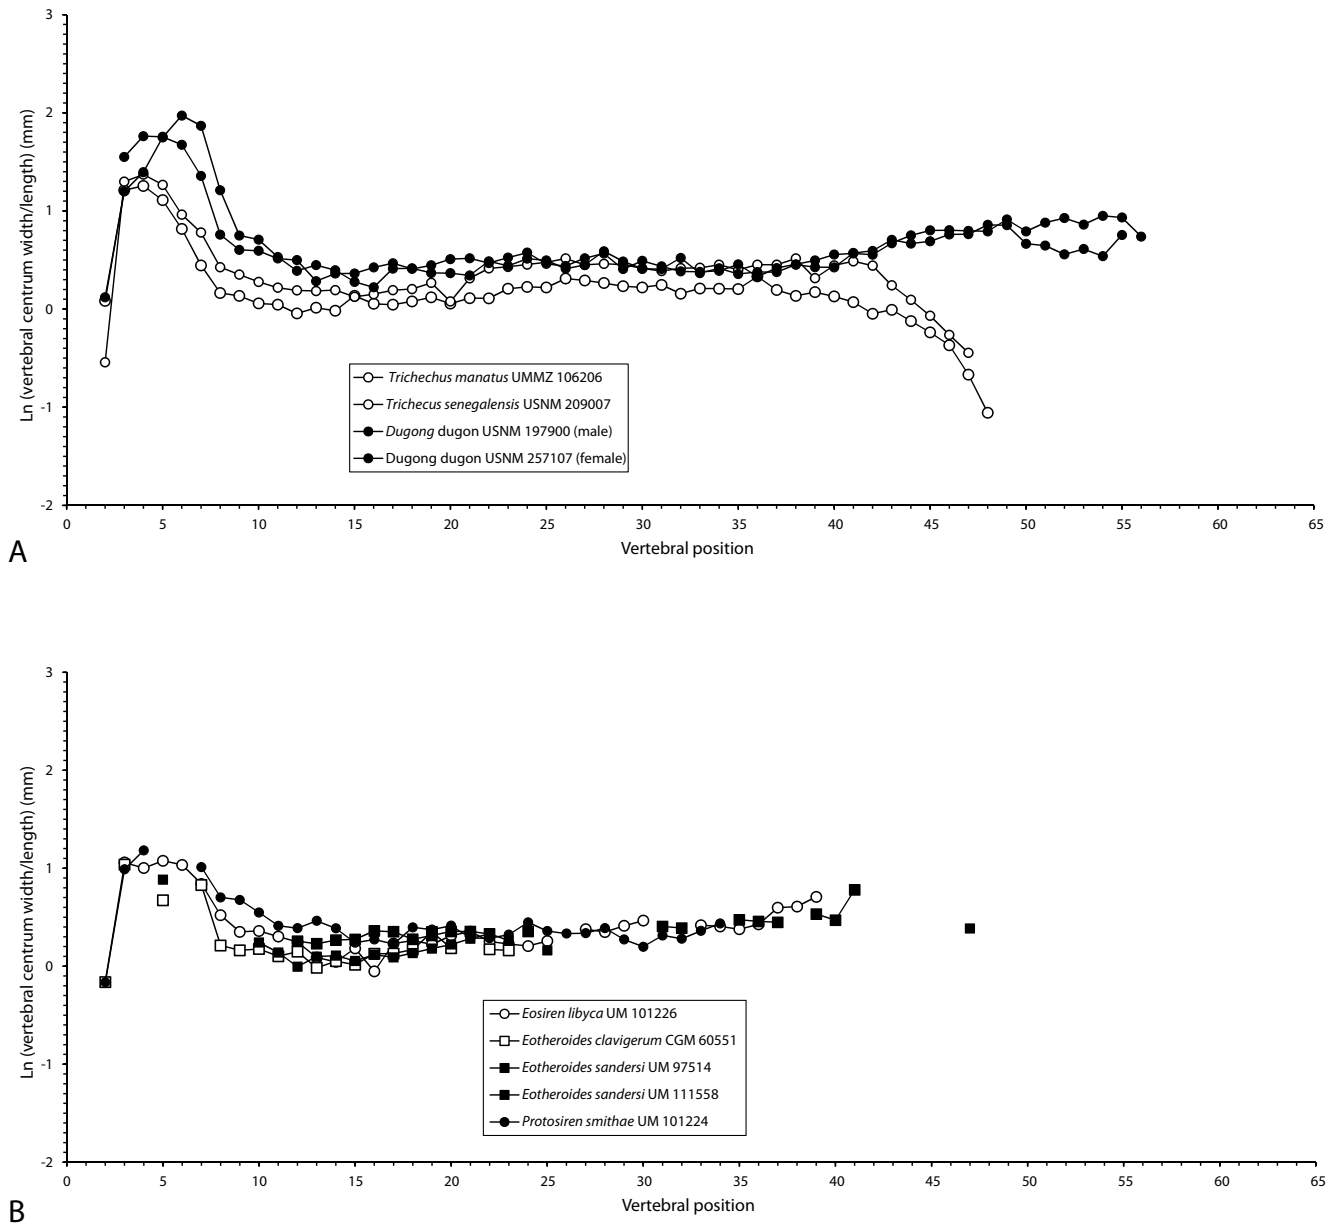 3
2
1
0
-1
-2
Ln (vertebral centrum width/length) (mm)
Trichechus manatus UMMZ 106206
Trichecus senegalensis USNM 209007
Dugong dugon USNM 197900 (male)
Dugong dugon USNM 257107 (female)
0 5 10 15 20 25 30 35 40 45 50 55 60 65
Vertebral position
A
3
2
1
0
-1
-2
Ln (vertebral centrum width/length) (mm)
Eosiren libyca UM 101226
Eotheroides clavigerum CGM 60551
Eotheroides sandersi UM 97514
Eotheroides sandersi UM 111558
Protosiren smithae UM 101224
0 5 10 15 20 25 30 35 40 45 50 55 60 65
Vertebral position
B